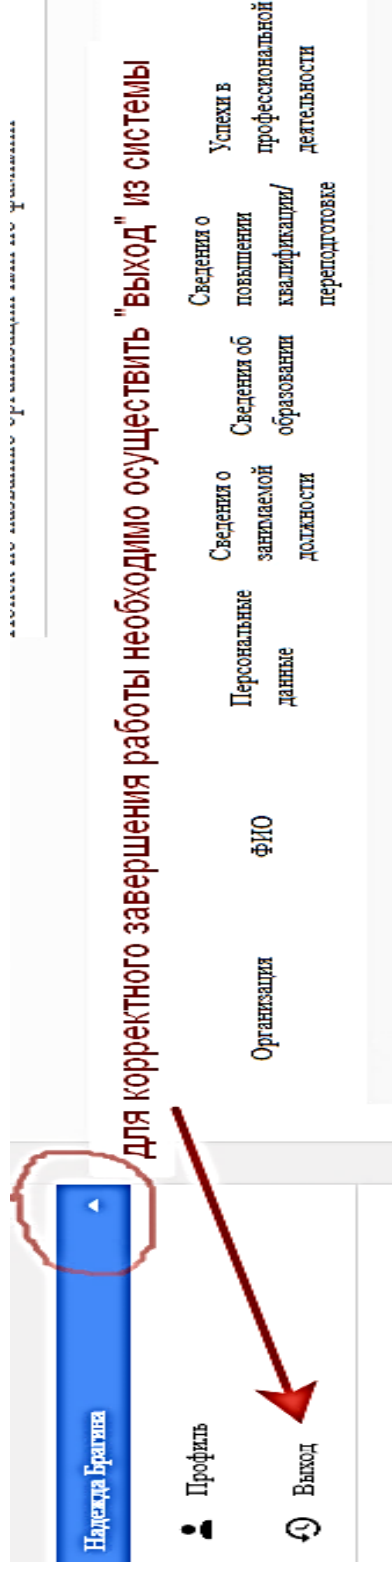 Надежда Брагина
Профиль
Выход
для корректного завершения работы необходимо осуществить "выход" из системы
Организация
ФИО
Персональные
данные
Сведения о
занимаемой
должности
Сведения об
образовании
Сведения о
повышении
квалификации/
переподготовке
Успехи в
профессиональной
деятельности